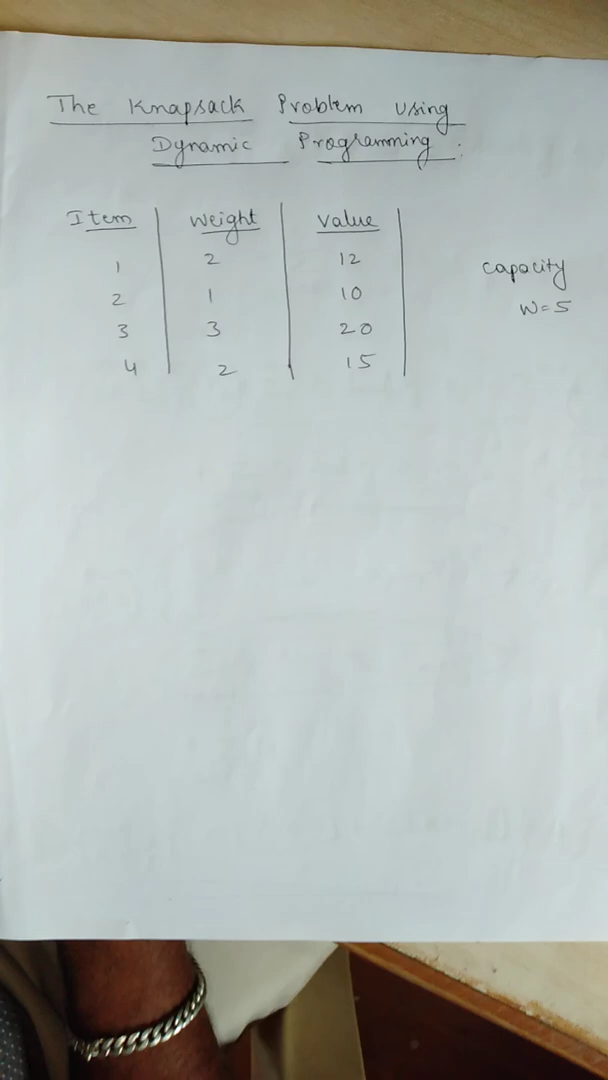 The Knapsack Problem using
Dynamic Programming.
Item Weight Value
1 2 12
2 1 10
3 3 20
4 2 15
capacity
W=5